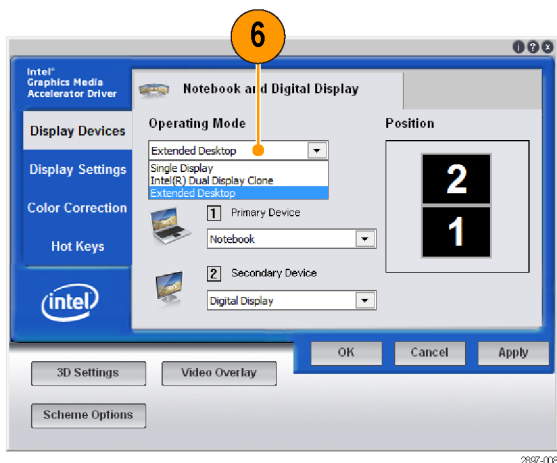 6
Intel®
Graphics Media
Accelerator Driver
Notebook and Digital Display
Display Devices
Display Settings
Color Correction
Hot Keys
intel
Operating Mode
Extended Desktop
Single Display
Intel(R) Dual Display Clone
Extended Desktop
1 Primary Device
Notebook
2 Secondary Device
Digital Display
Position
2
1
OK Cancel Apply
3D Settings Video Overlay
Scheme Options
2897-008